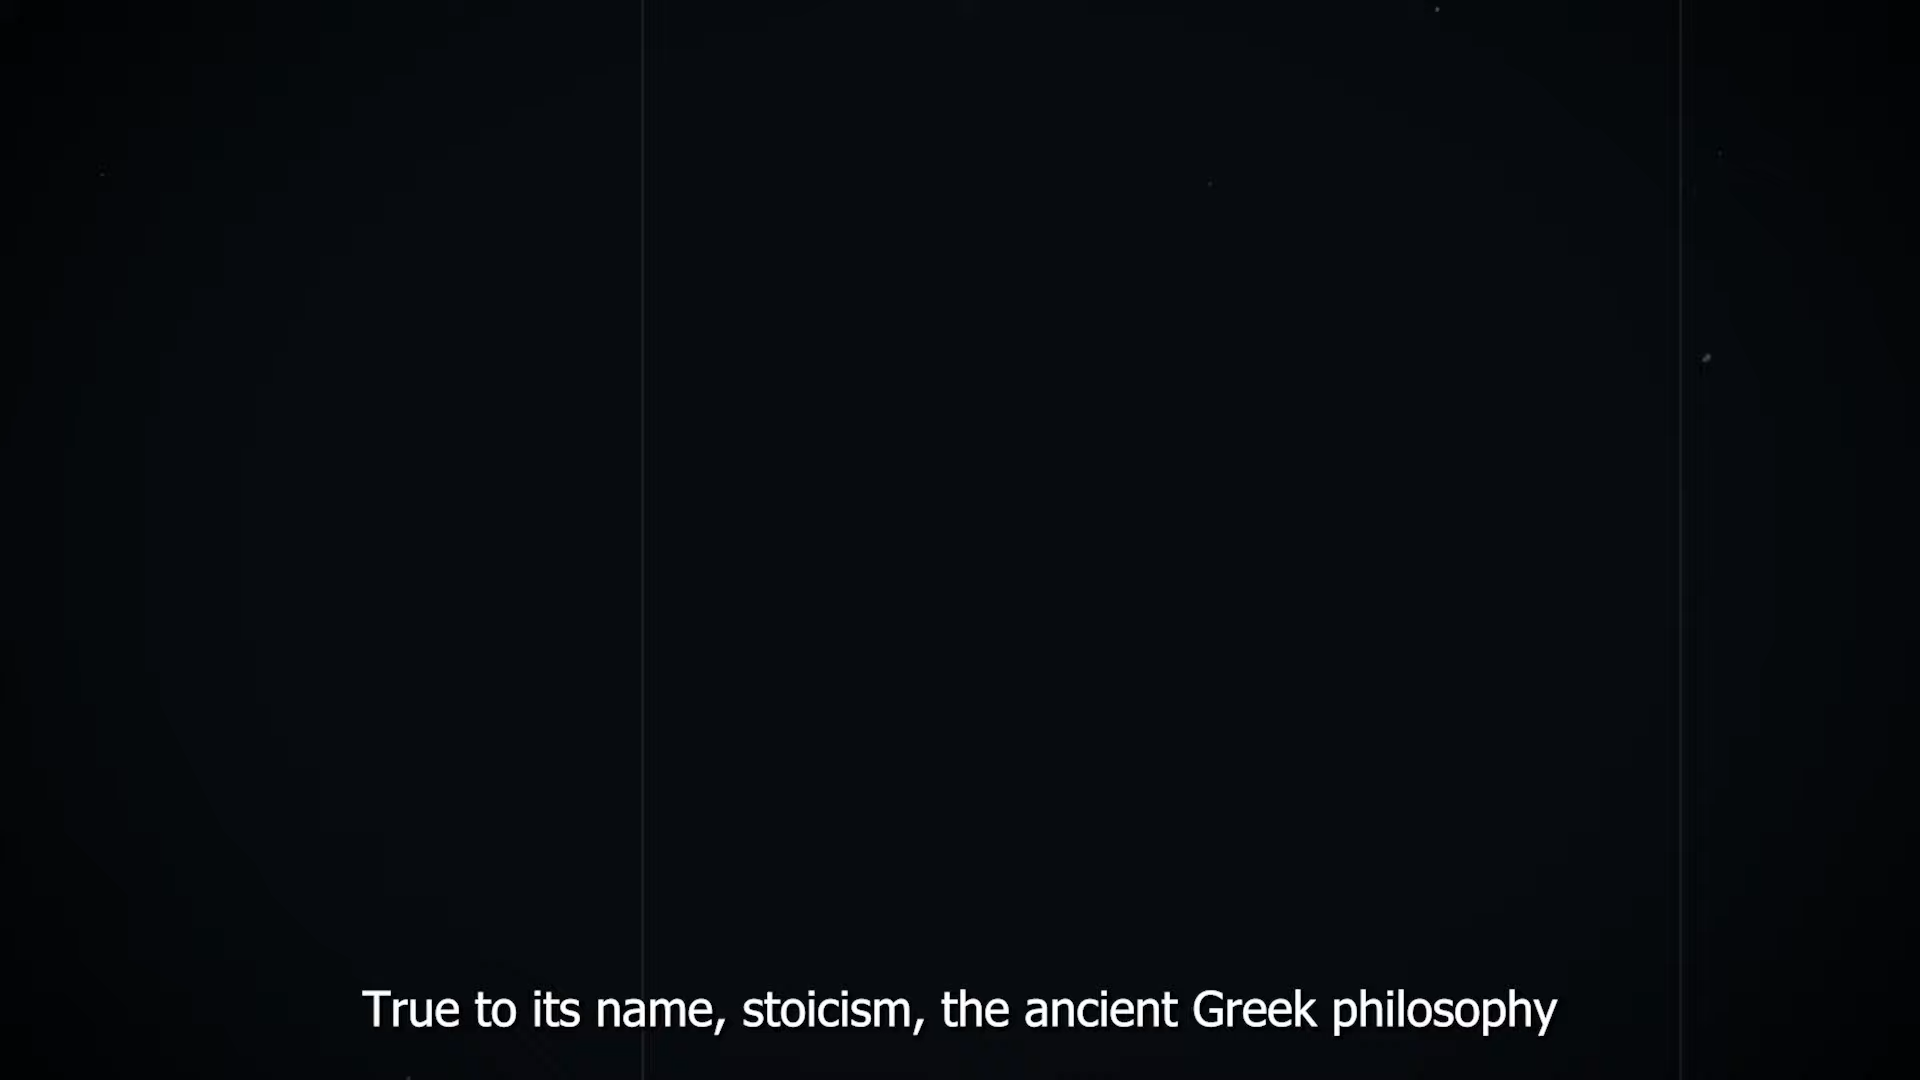 True to its name, stoicism, the ancient Greek philosophy